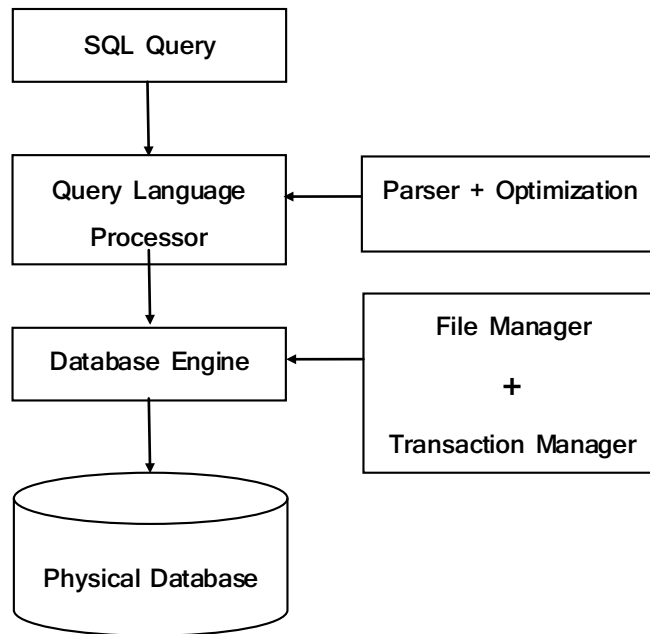 SQL Query
Query Language
Processor
Parser + Optimization
Database Engine
File Manager
+
Transaction Manager
Physical Database